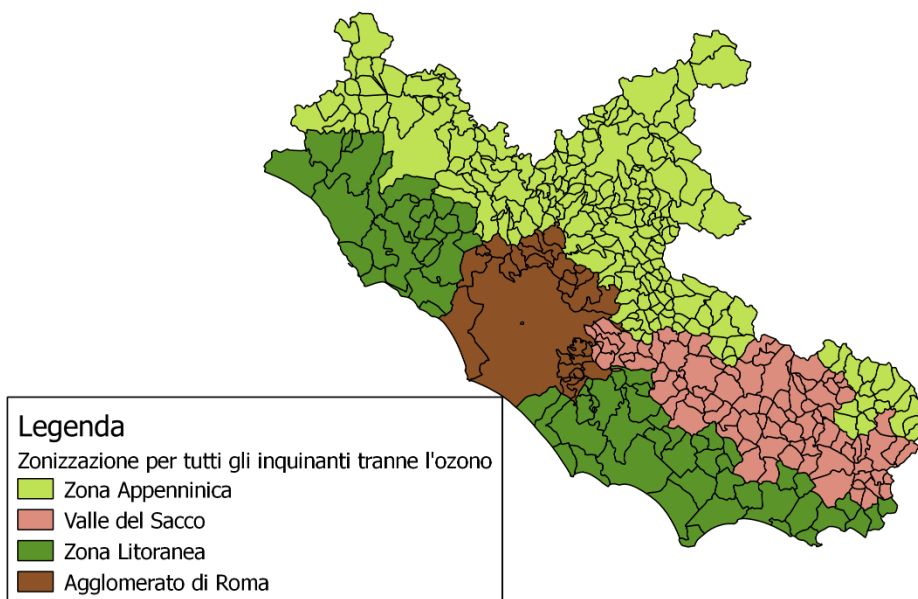 Legenda
Zonizzazione per tutti gli inquinanti tranne l'ozono
Zona Appenninica
Valle del Sacco
Zona Litoranea
Agglomerato di Roma